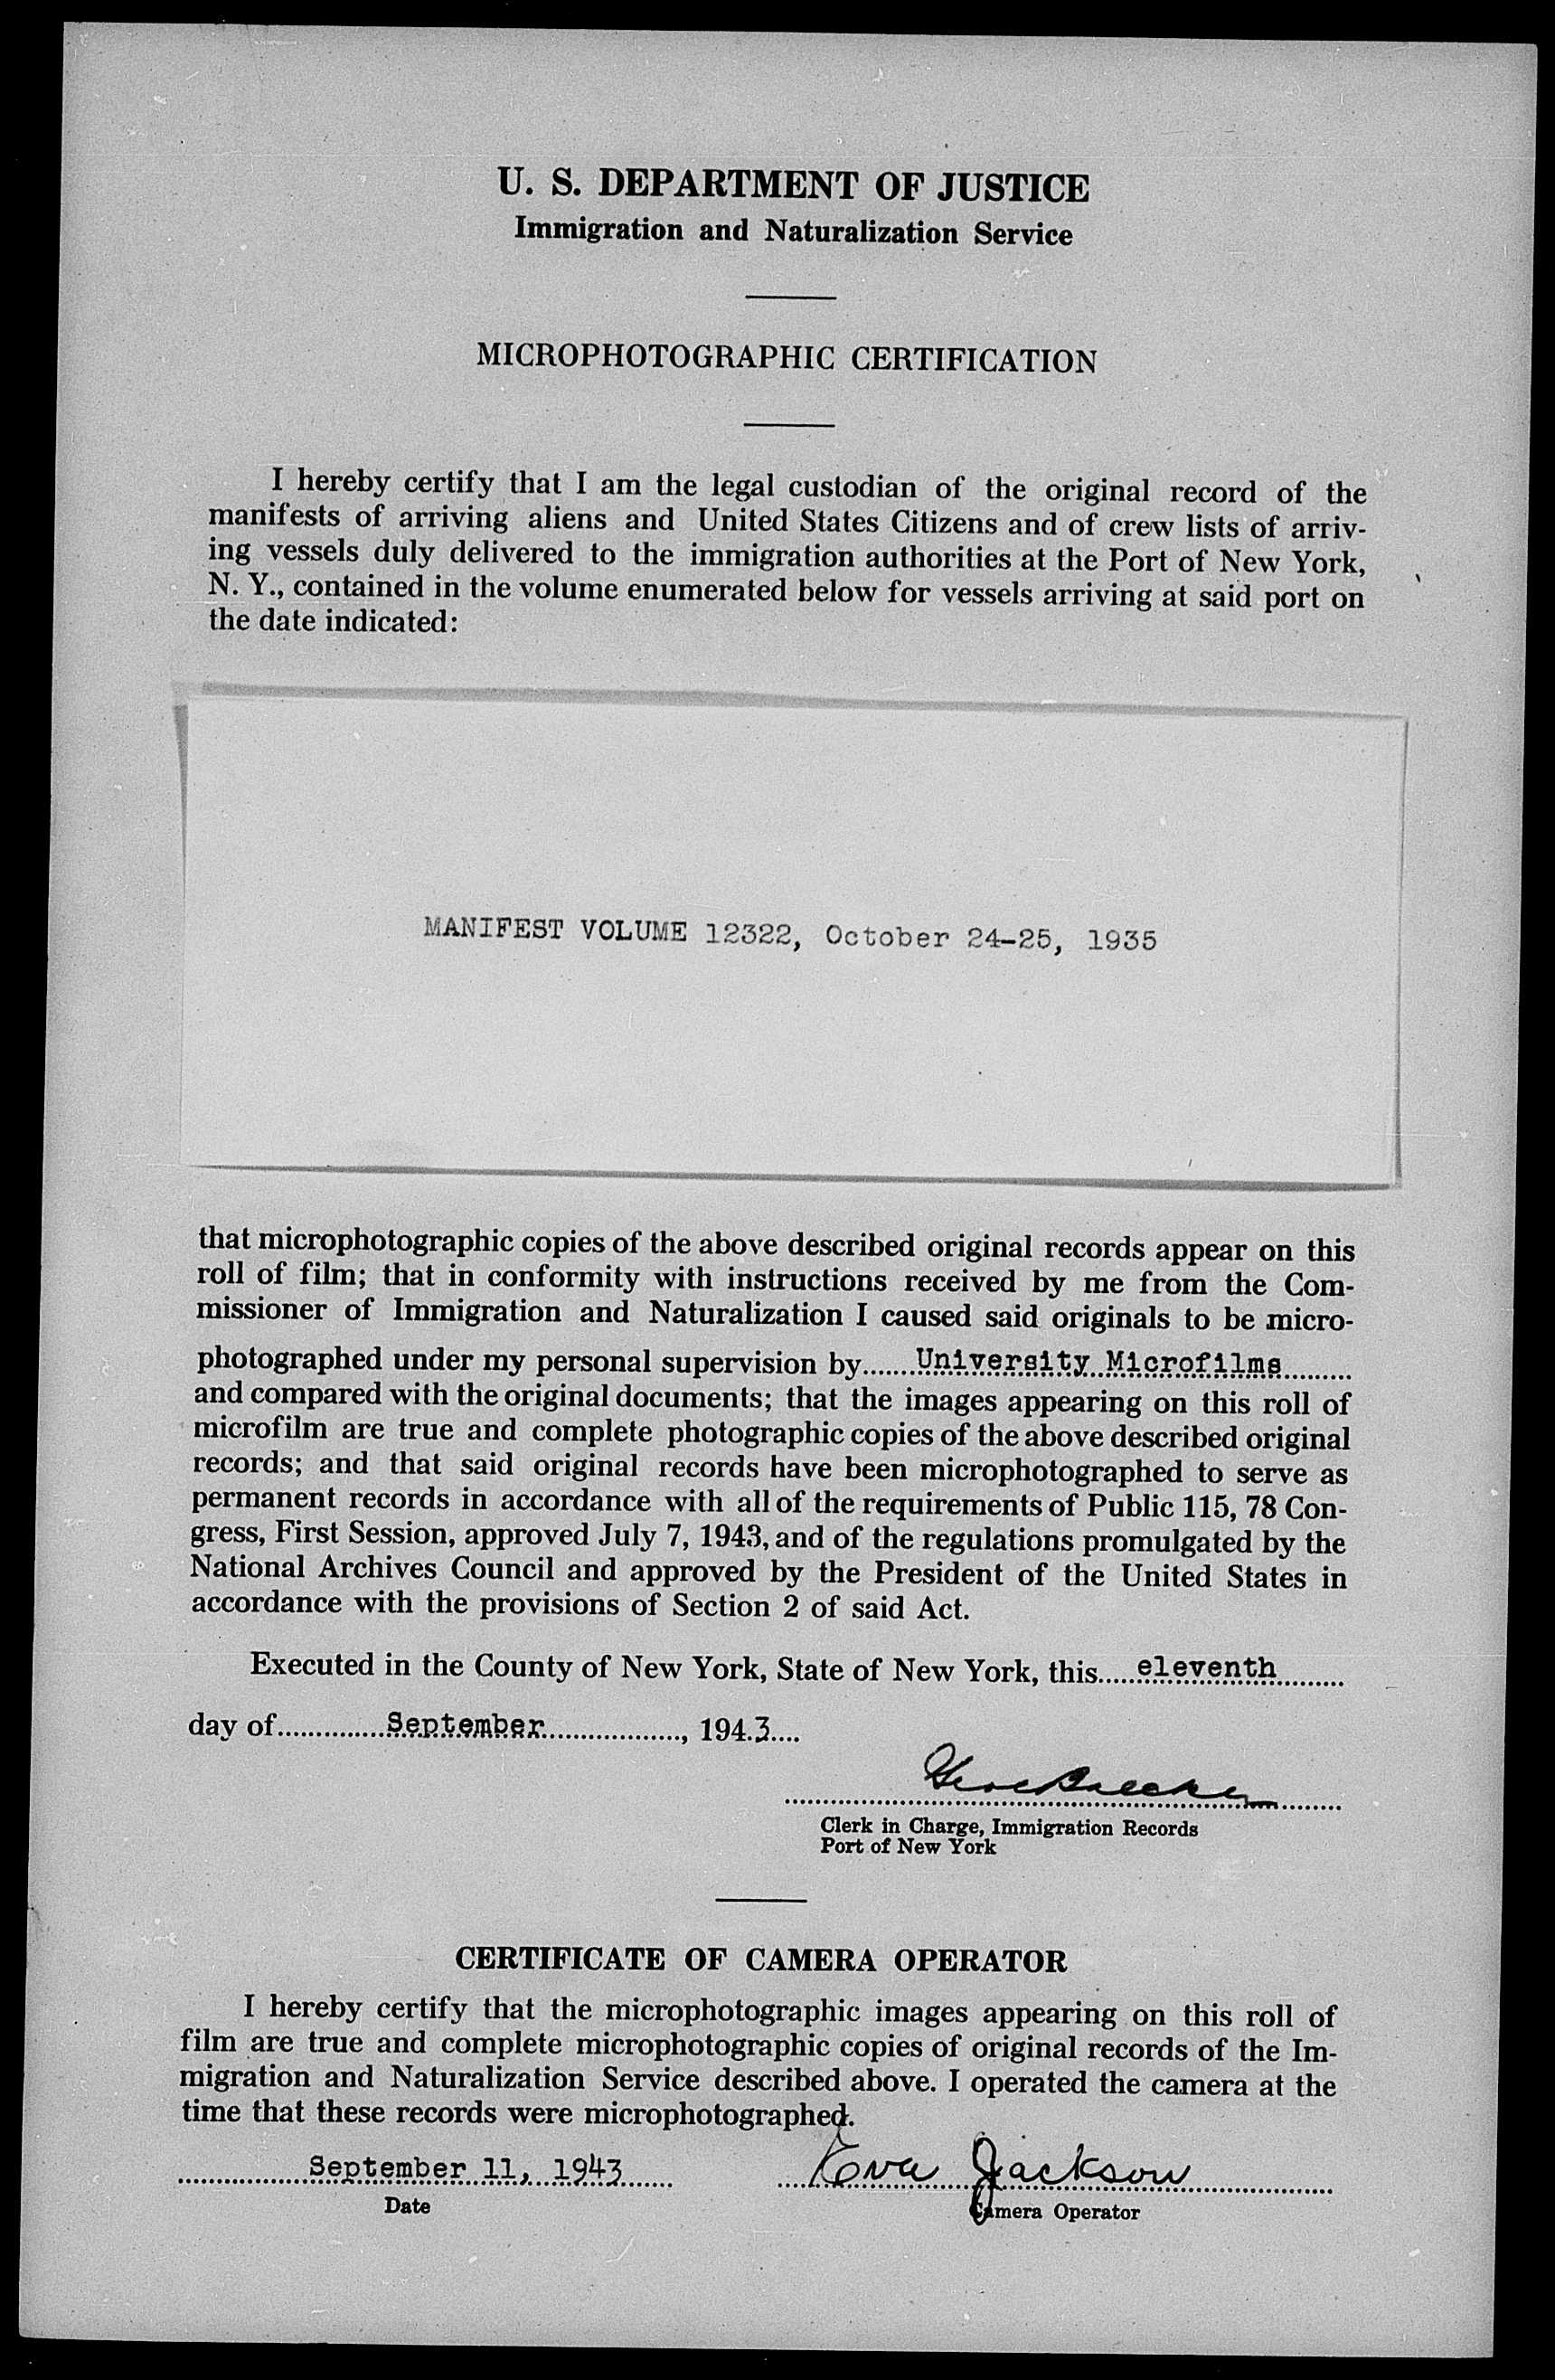 U. S. DEPARTMENT OF JUSTICE
Immigration and Naturalization Service
MICROPHOTOGRAPHIC CERTIFICATION
I hereby certify that I am the legal custodian of the original record of the
manifests of arriving aliens and United States Citizens and of crew lists of arriv-
ing vessels duly delivered to the immigration authorities at the Port of New York,
N. Y., contained in the volume enumerated below for vessels arriving at said port on
the date indicated:
MANIFEST VOLUME 12322, October 24-25, 1935
that microphotographic copies of the above described original records appear on this
roll of film; that in conformity with instructions received by me from the Com-
missioner of Immigration and Naturalization I caused said originals to be micro-
photographed under my personal supervision by......University Microfilms.........
and compared with the original documents; that the images appearing on this roll of
microfilm are true and complete photographic copies of the above described original
records; and that said original records have been microphotographed to serve as
permanent records in accordance with all of the requirements of Public 115, 78 Con-
gress, First Session, approved July 7, 1943, and of the regulations promulgated by the
National Archives Council and approved by the President of the United States in
accordance with the provisions of Section 2 of said Act.
Executed in the County of New York, State of New York, this.....eleventh.........
day of..............September.................., 194.3....
Clerk in Charge, Immigration Records
Port of New York
CERTIFICATE OF CAMERA OPERATOR
I hereby certify that the microphotographic images appearing on this roll of
film are true and complete microphotographic copies of original records of the Im-
migration and Naturalization Service described above. I operated the camera at the
time that these records were microphotographed.
September 11, 1943 Eva Jackson
Date Camera Operator